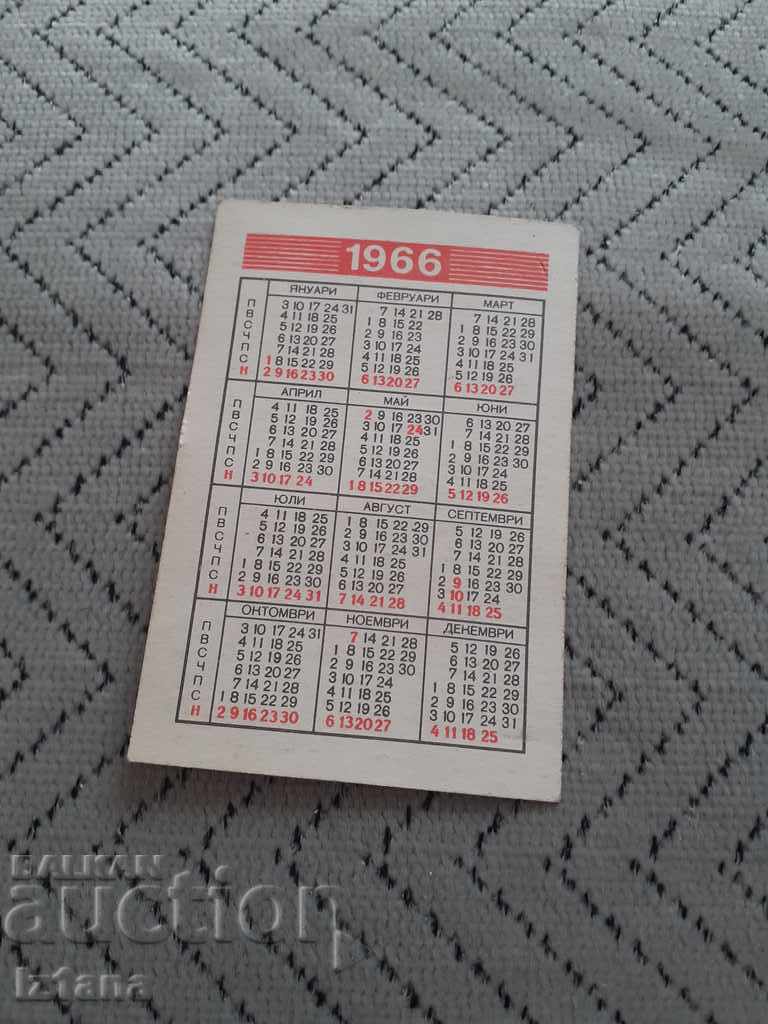 1966
ЯНУАРИ ФЕВРУАРИ МАРТ
П 3 10 17 24 31 7 14 21 28 7 14 21 28
В 4 11 18 25 1 8 15 22 1 8 15 22 29
С 5 12 19 26 2 9 16 23 2 9 16 23 30
Ч 6 13 20 27 3 10 17 24 3 10 17 24 31
П 7 14 21 28 4 11 18 25 4 11 18 25
С 1 8 15 22 29 5 12 19 26 5 12 19 26
Н 2 9 16 23 30 6 13 20 27 6 13 20 27
АПРИЛ МАЙ ЮНИ
П 4 11 18 25 2 9 16 23 30 6 13 20 27
В 5 12 19 26 3 10 17 24 31 7 14 21 28
С 6 13 20 27 4 11 18 25 1 8 15 22 29
Ч 7 14 21 28 5 12 19 26 2 9 16 23 30
П 1 8 15 22 29 6 13 20 27 3 10 17 24
С 2 9 16 23 30 7 14 21 28 4 11 18 25
Н 3 10 17 24 1 8 15 22 29 5 12 19 26
ЮЛИ АВГУСТ СЕПТЕМВРИ
П 4 11 18 25 1 8 15 22 29 5 12 19 26
В 5 12 19 26 2 9 16 23 30 6 13 20 27
С 6 13 20 27 3 10 17 24 31 7 14 21 28
Ч 7 14 21 28 4 11 18 25 1 8 15 22 29
П 1 8 15 22 29 5 12 19 26 2 9 16 23 30
С 2 9 16 23 30 6 13 20 27 3 10 17 24
Н 3 10 17 24 31 7 14 21 28 4 11 18 25
ОКТОМВРИ НОЕМВРИ ДЕКЕМВРИ
П 3 10 17 24 31 7 14 21 28 5 12 19 26
В 4 11 18 25 1 8 15 22 29 6 13 20 27
С 5 12 19 26 2 9 16 23 30 7 14 21 28
Ч 6 13 20 27 3 10 17 24 1 8 15 22 29
П 7 14 21 28 4 11 18 25 2 9 16 23 30
С 1 8 15 22 29 5 12 19 26 3 10 17 24 31
Н 2 9 16 23 30 6 13 20 27 4 11 18 25
BALKAN
auction
Iztana